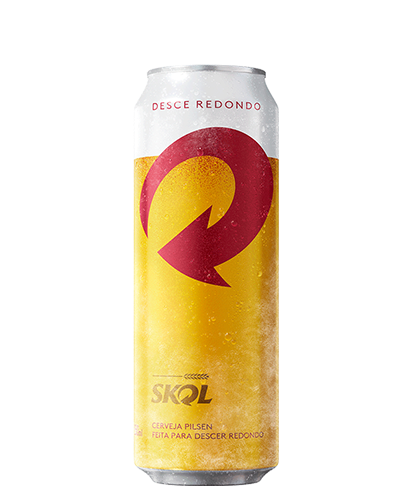 DESCE REDONDO
SKOL
CERVEJA PILSEN
FEITA PARA DESCER REDONDO